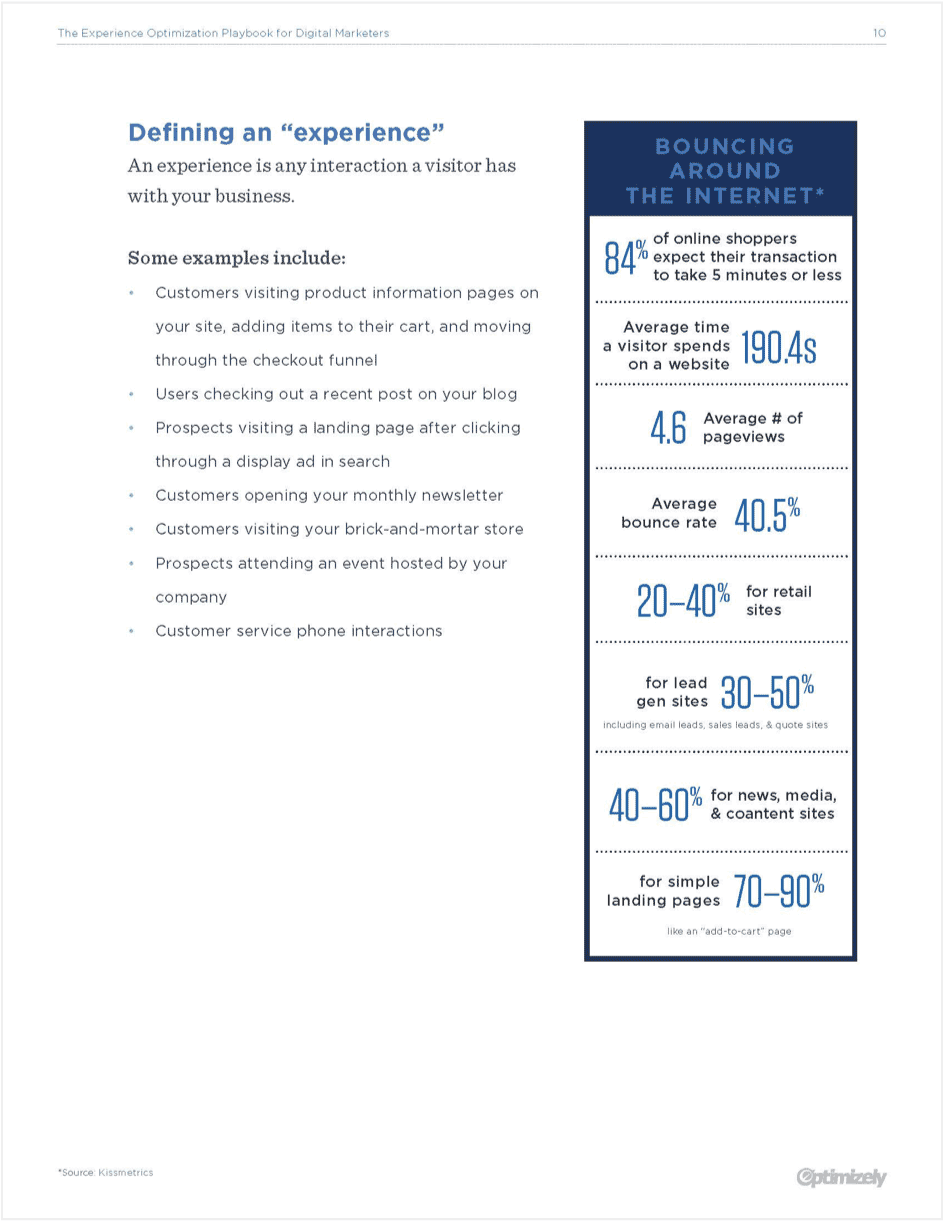 The Experience Optimization Playbook for Digital Marketers
10
Defining an “experience”
An experience is any interaction a visitor has
with your business.
Some examples include:
• Customers visiting product information pages on
your site, adding items to their cart, and moving
through the checkout funnel
• Users checking out a recent post on your blog
• Prospects visiting a landing page after clicking
through a display ad in search
• Customers opening your monthly newsletter
• Customers visiting your brick-and-mortar store
• Prospects attending an event hosted by your
company
• Customer service phone interactions
BOUNCING
AROUND
THE INTERNET*
84% of online shoppers
expect their transaction
to take 5 minutes or less
Average time
a visitor spends
on a website
190.4s
4.6
Average # of
pageviews
Average
bounce rate
40.5%
20–40%
for retail
sites
for lead
gen sites
30–50%
including email leads, sales leads, & quote sites
40–60%
for news, media,
& coantent sites
for simple
landing pages
70–90%
like an “add-to-cart” page
*Source: Kissmetrics
Optimizely